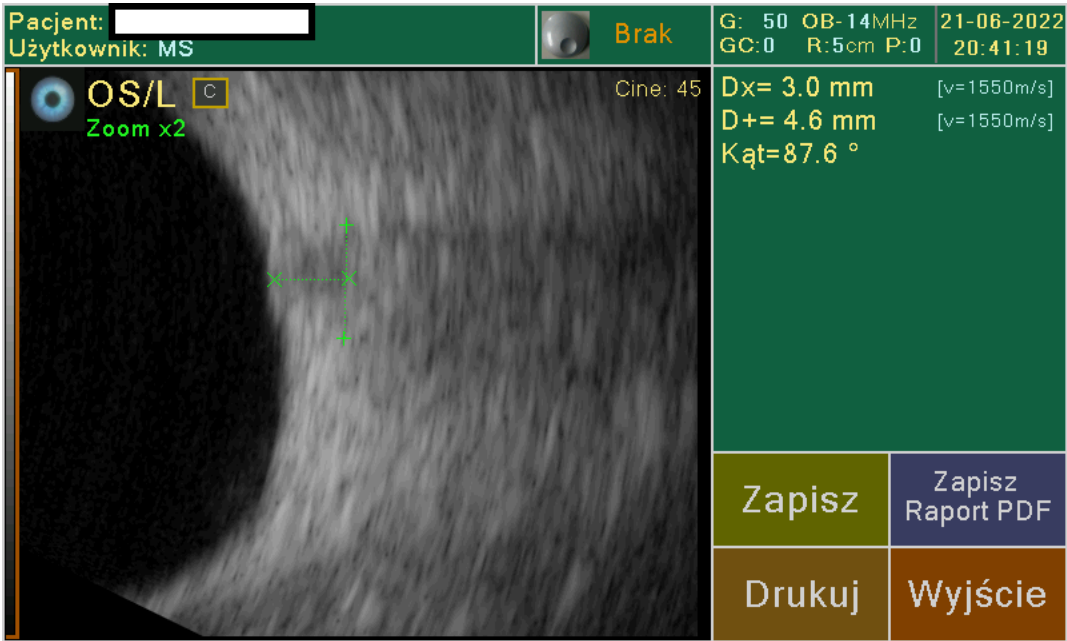 Pacjent:
Użytkownik: MS
Brak
G: 50 OB-14MHz
GC:0 R:5cm P:0
21-06-2022
20:41:19
OS/L C
Zoom x2
Cine: 45
Dx= 3.0 mm [v=1550m/s]
D+= 4.6 mm [v=1550m/s]
Kąt=87.6 °
Zapisz
Zapisz
Raport PDF
Drukuj
Wyjście